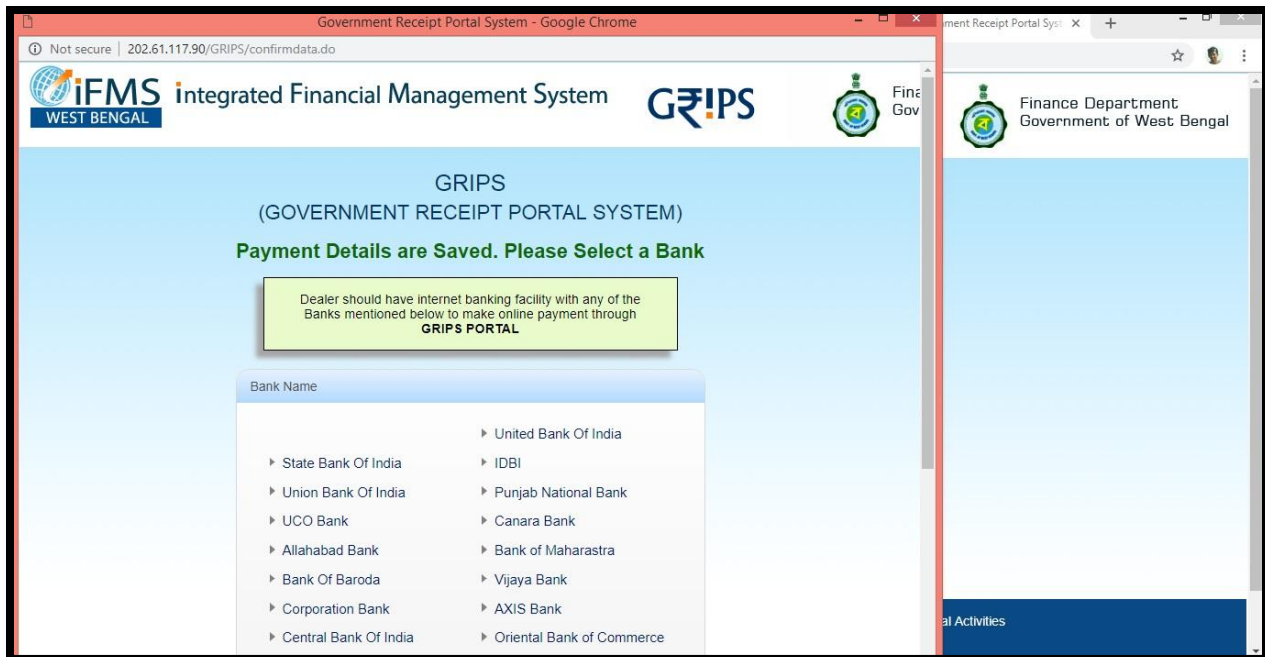 Government Receipt Portal System - Google Chrome
Not secure | 202.61.117.90/GRIPS/confirmdata.do
iFMS
WEST BENGAL
integrated Financial Management System
G₹!PS
Fina
Gov
GRIPS
(GOVERNMENT RECEIPT PORTAL SYSTEM)
Payment Details are Saved. Please Select a Bank
Dealer should have internet banking facility with any of the
Banks mentioned below to make online payment through
GRIPS PORTAL
Bank Name
United Bank Of India
State Bank Of India
IDBI
Union Bank Of India
Punjab National Bank
UCO Bank
Canara Bank
Allahabad Bank
Bank of Maharastra
Bank Of Baroda
Vijaya Bank
Corporation Bank
AXIS Bank
Central Bank Of India
Oriental Bank of Commerce
nment Receipt Portal Syst
Finance Department
Government of West Bengal
al Activities